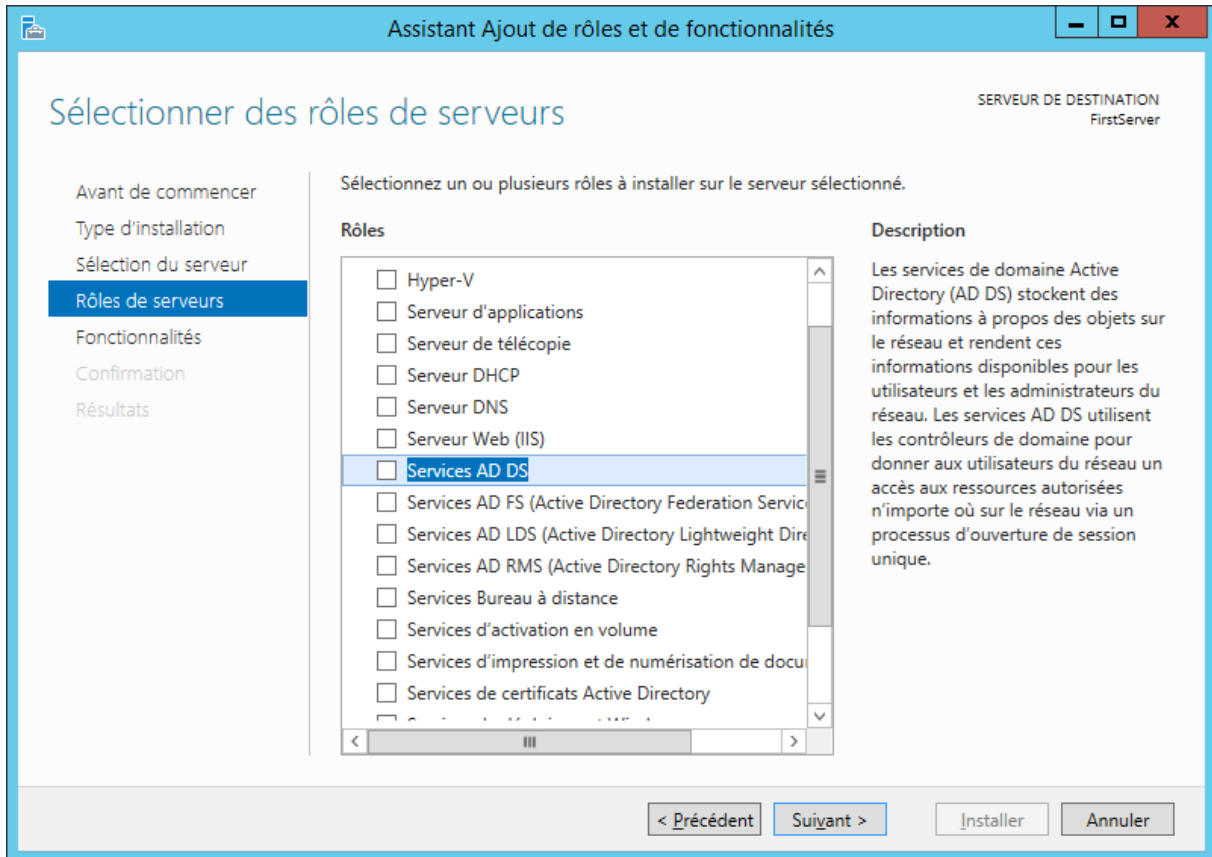 Assistant Ajout de rôles et de fonctionnalités
Sélectionner des rôles de serveurs
SERVEUR DE DESTINATION
FirstServer
Avant de commencer
Type d'installation
Sélection du serveur
Rôles de serveurs
Fonctionnalités
Confirmation
Résultats
Sélectionnez un ou plusieurs rôles à installer sur le serveur sélectionné.
Rôles
Hyper-V
Serveur d'applications
Serveur de télécopie
Serveur DHCP
Serveur DNS
Serveur Web (IIS)
Services AD DS
Services AD FS (Active Directory Federation Servic
Services AD LDS (Active Directory Lightweight Dire
Services AD RMS (Active Directory Rights Manage
Services Bureau à distance
Services d'activation en volume
Services d'impression et de numérisation de docu
Services de certificats Active Directory
Description
Les services de domaine Active
Directory (AD DS) stockent des
informations à propos des objets sur
le réseau et rendent ces
informations disponibles pour les
utilisateurs et les administrateurs du
réseau. Les services AD DS utilisent
les contrôleurs de domaine pour
donner aux utilisateurs du réseau un
accès aux ressources autorisées
n'importe où sur le réseau via un
processus d'ouverture de session
unique.
< Précédent
Suivant >
Installer
Annuler